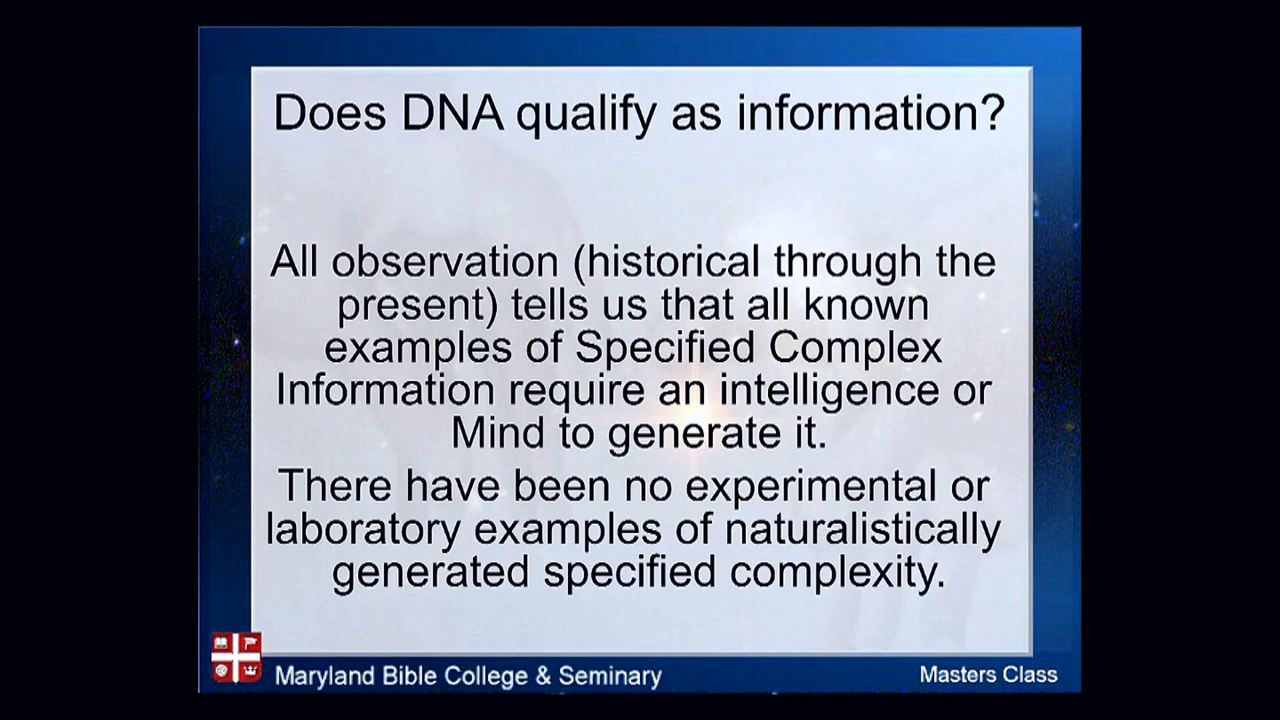 Does DNA qualify as information?
All observation (historical through the
present) tells us that all known
examples of Specified Complex
Information require an intelligence or
Mind to generate it.
There have been no experimental or
laboratory examples of naturalistically
generated specified complexity.
Maryland Bible College & Seminary
Masters Class